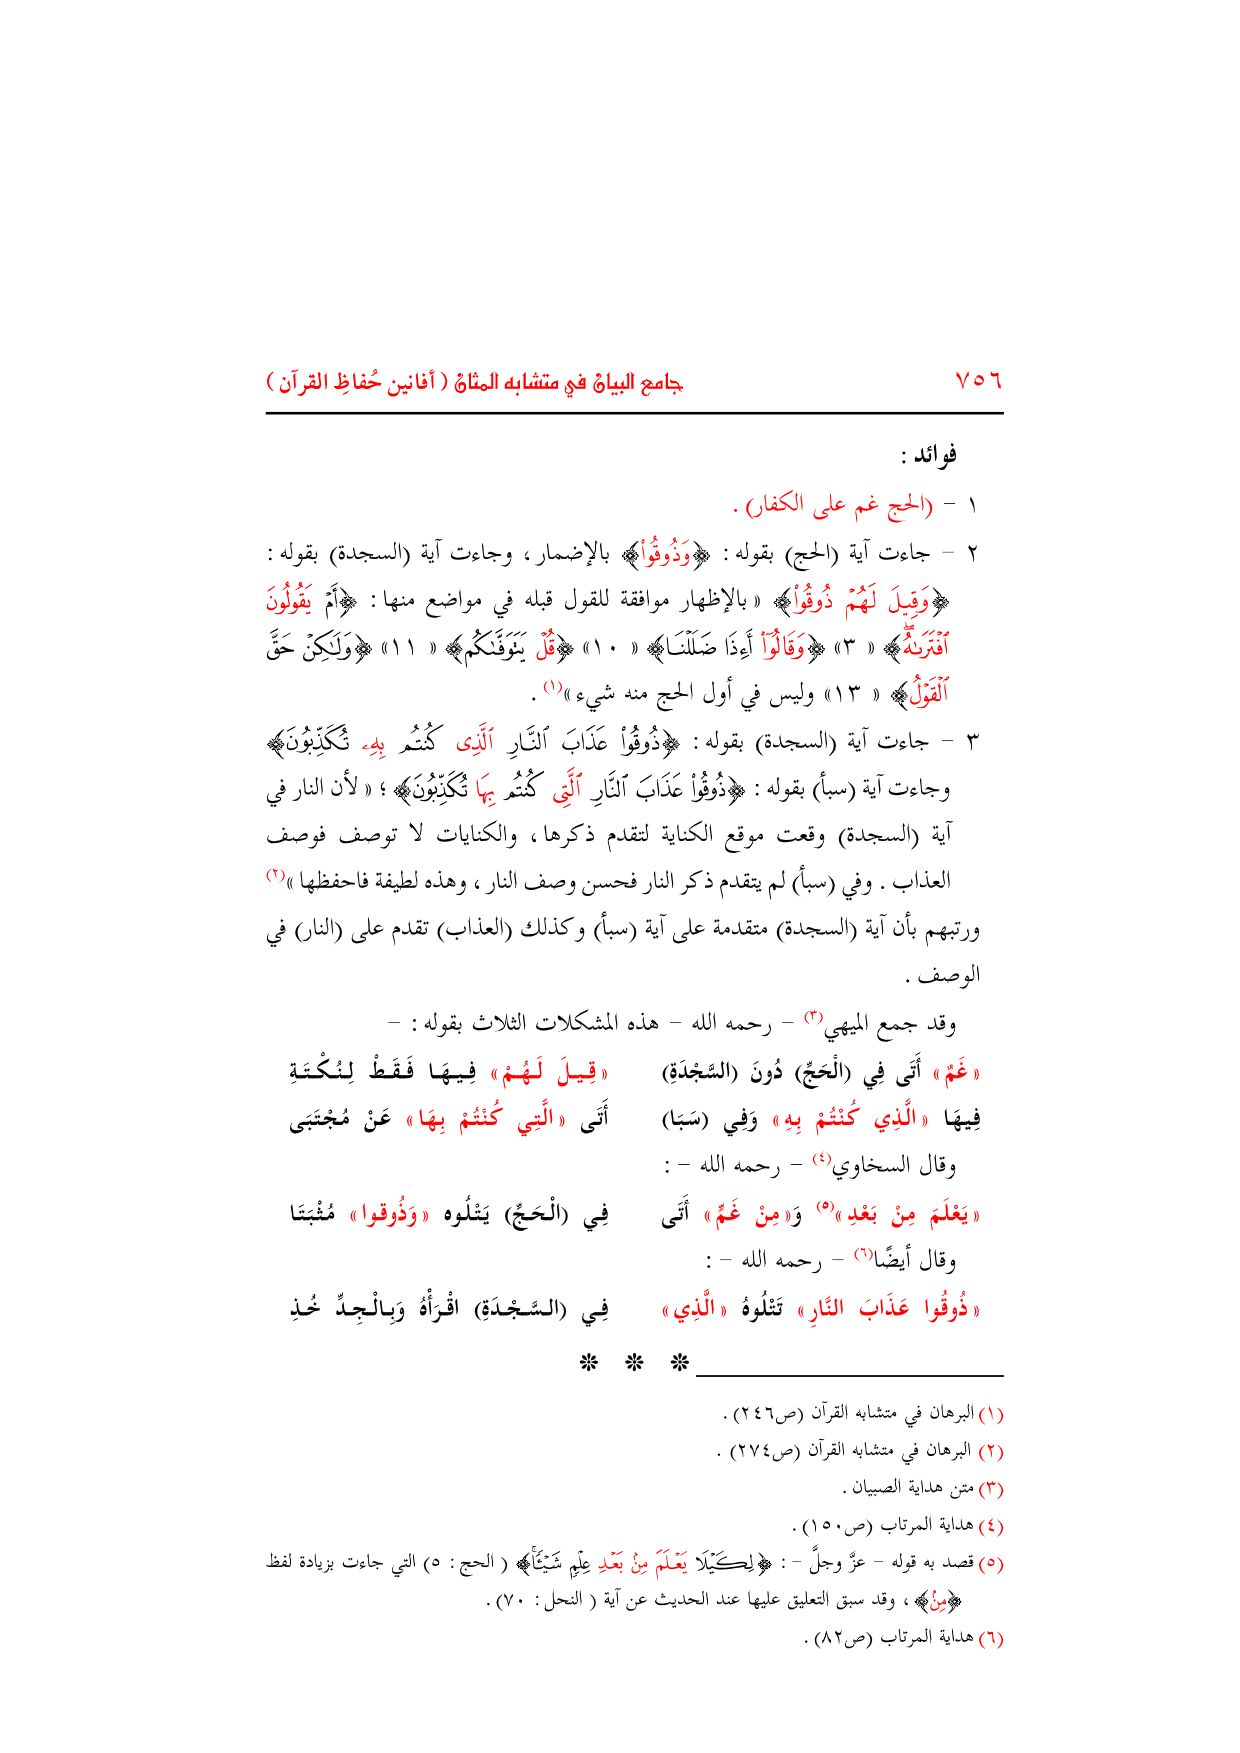 ٧٥٦ جامع البيان في متشابه المثان ( أفانين حُفاظِ القرآن )
فوائد :
١ – (الحج غم على الكفار) .
٢ – جاءت آية (الحج) بقوله : ﴿وَذُوقُوا۟﴾ بالإضمار ، وجاءت آية (السجدة) بقوله :
﴿وَقِيلَ لَهُمۡ ذُوقُوا۟﴾ « بالإظهار موافقة للقول قبله في مواضع منها : ﴿أَمۡ يَقُولُونَ
ٱفۡتَرَىٰهُۖ﴾ « ٣» ﴿وَقَالُوٓا۟ أَءِذَا ضَلَلۡنَا﴾ « ١٠» ﴿قُلۡ يَتَوَفَّىٰكُم﴾ « ١١» ﴿وَلَٰكِنۡ حَقَّ
ٱلۡقَوۡلُ﴾ « ١٣» وليس في أول الحج منه شيء »(١) .
٣ – جاءت آية (السجدة) بقوله : ﴿ذُوقُوا۟ عَذَابَ ٱلنَّارِ ٱلَّذِى كُنتُم بِهِۦ تُكَذِّبُونَ﴾
وجاءت آية (سبأ) بقوله : ﴿ذُوقُوا۟ عَذَابَ ٱلنَّارِ ٱلَّتِى كُنتُم بِهَا تُكَذِّبُونَ﴾ ؛ « لأن النار في
آية (السجدة) وقعت موقع الكناية لتقدم ذكرها ، والكنايات لا توصف فوصف
العذاب . وفي (سبأ) لم يتقدم ذكر النار فحسن وصف النار ، وهذه لطيفة فاحفظها »(٢)
ورتبهم بأن آية (السجدة) متقدمة على آية (سبأ) وكذلك (العذاب) تقدم على (النار) في
الوصف .
وقد جمع الميهي(٣) – رحمه الله – هذه المشكلات الثلاث بقوله : –
« غَمٌ » أَتَى فِي (الْحَجِّ) دُونَ (السَّجْدَةِ) « قِيلَ لَهُمْ » فِيهَا فَقَطْ لِنُكْتَةِ
فِيهَا « الَّذِي كُنْتُمْ بِهِ » وَفِي (سَبَا) أَتَى « الَّتِي كُنْتُمْ بِهَا » عَنْ مُجْتَبَى
وقال السخاوي(٤) – رحمه الله – :
« يَعْلَمَ مِنْ بَعْدِ »(٥) وَ« مِنْ غَمٍّ » أَتَى فِي (الْحَجِّ) يَتْلُوه « وَذُوقوا » مُثْبَتَا
وقال أيضًا(٦) – رحمه الله – :
« ذُوقُوا عَذَابَ النَّارِ » تَتْلُوهُ « الَّذِي » فِي (السَّجْدَةِ) اقْرَأْهُ وَبِالْجِدِّ خُذِ
* * *
(١) البرهان في متشابه القرآن (ص٢٤٦) .
(٢) البرهان في متشابه القرآن (ص٢٧٤) .
(٣) متن هداية الصبيان .
(٤) هداية المرتاب (ص١٥٠) .
(٥) قصد به قوله – عزَّ وجلَّ – : ﴿لِكَيۡلَا يَعۡلَمَ مِنۢ بَعۡدِ عِلۡمٍ شَيۡـًٔاۚ﴾ ( الحج : ٥) التي جاءت بزيادة لفظ
﴿مِنۢ﴾ ، وقد سبق التعليق عليها عند الحديث عن آية ( النحل : ٧٠) .
(٦) هداية المرتاب (ص٨٢) .